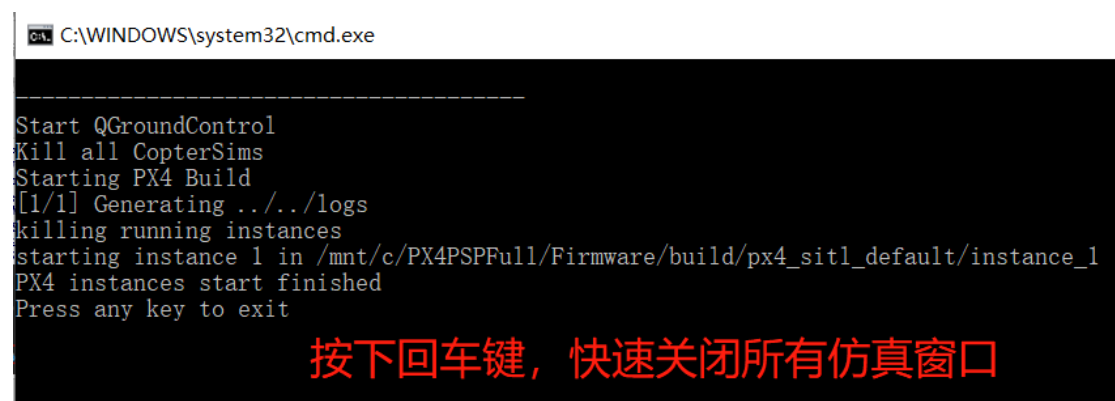 C:\WINDOWS\system32\cmd.exe
---------------------------------------
Start QGroundControl
Kill all CopterSims
Starting PX4 Build
[1/1] Generating ../../logs
killing running instances
starting instance 1 in /mnt/c/PX4PSPFull/Firmware/build/px4_sitl_default/instance_1
PX4 instances start finished
Press any key to exit
按下回车键，快速关闭所有仿真窗口